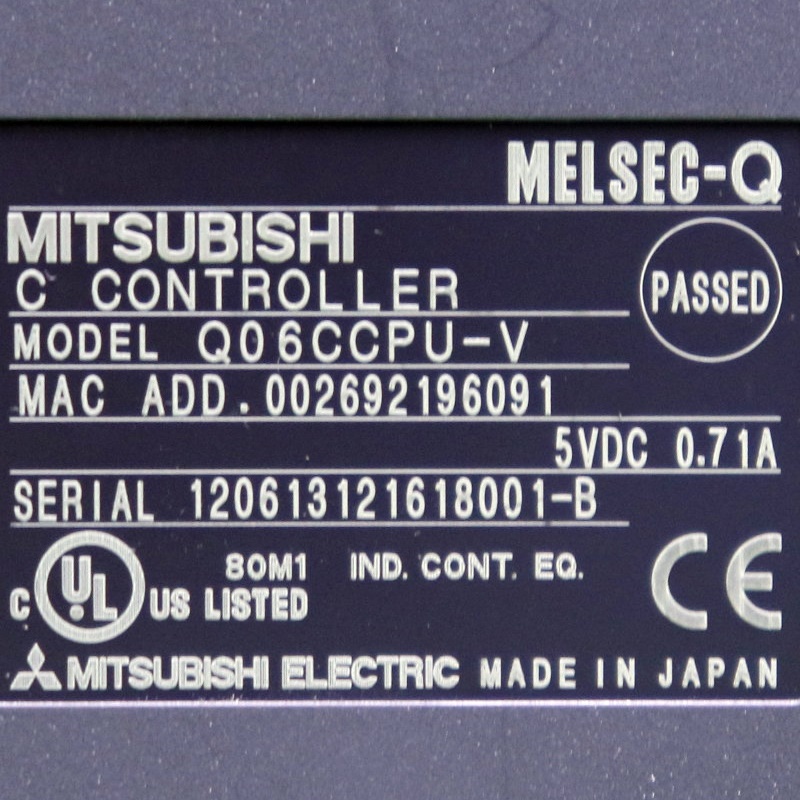 MELSEC-Q
MITSUBISHI
C CONTROLLER
PASSED
MODEL Q06CCPU-V
MAC ADD. 002692196091
5VDC 0.71A
SERIAL 120613121618001-B
80M1 IND. CONT. EQ.
C UL US LISTED
CE
MITSUBISHI ELECTRIC MADE IN JAPAN